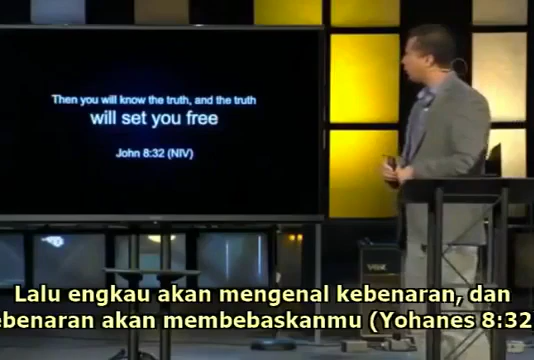 Then you will know the truth, and the truth
will set you free
John 8:32 (NIV)
VOX
Lalu engkau akan mengenal kebenaran, dan
ebenaran akan membebaskanmu (Yohanes 8:32